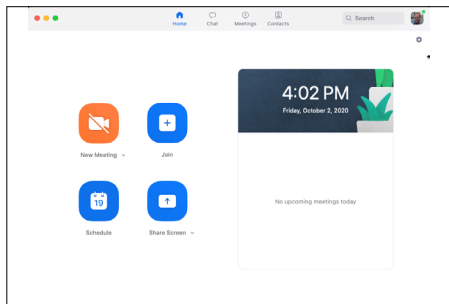 Home
Chat
Meetings
Contacts
Search
4:02 PM
Friday, October 2, 2020
New Meeting
Join
19
Schedule
Share Screen
No upcoming meetings today